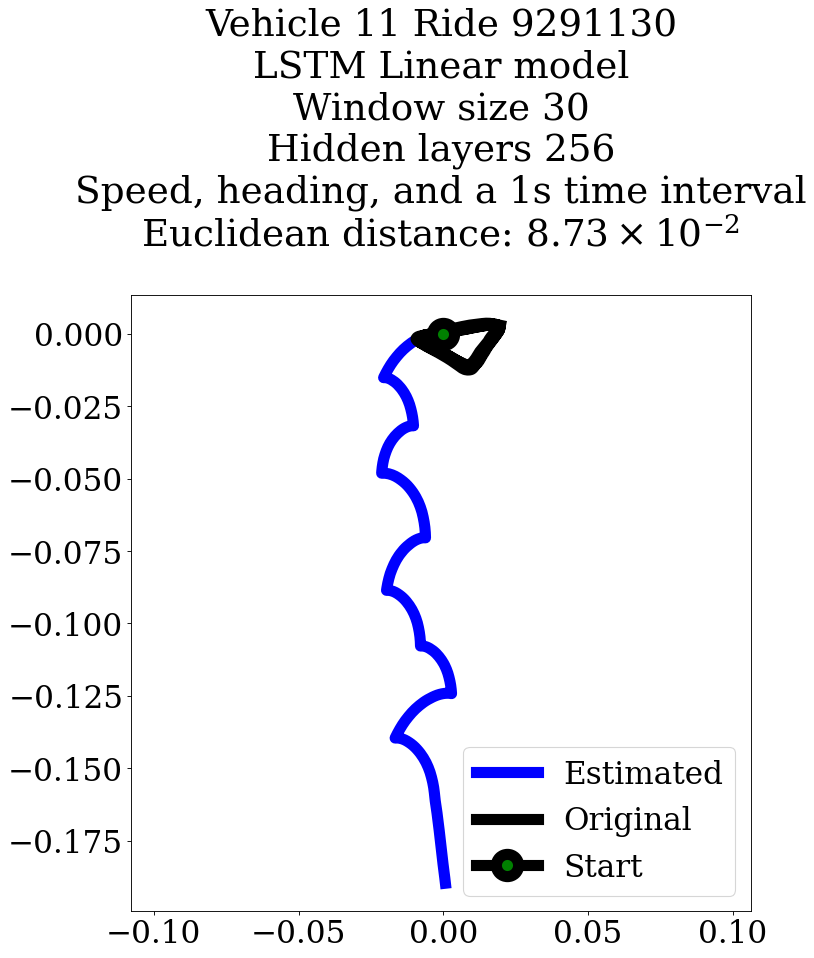 Vehicle 11 Ride 9291130
LSTM Linear model
Window size 30
Hidden layers 256
Speed, heading, and a 1s time interval
Euclidean distance: 8.73 × 10⁻²
0.000
−0.025
−0.050
−0.075
−0.100
−0.125
−0.150
−0.175
Estimated
Original
Start
−0.10
−0.05
0.00
0.05
0.10